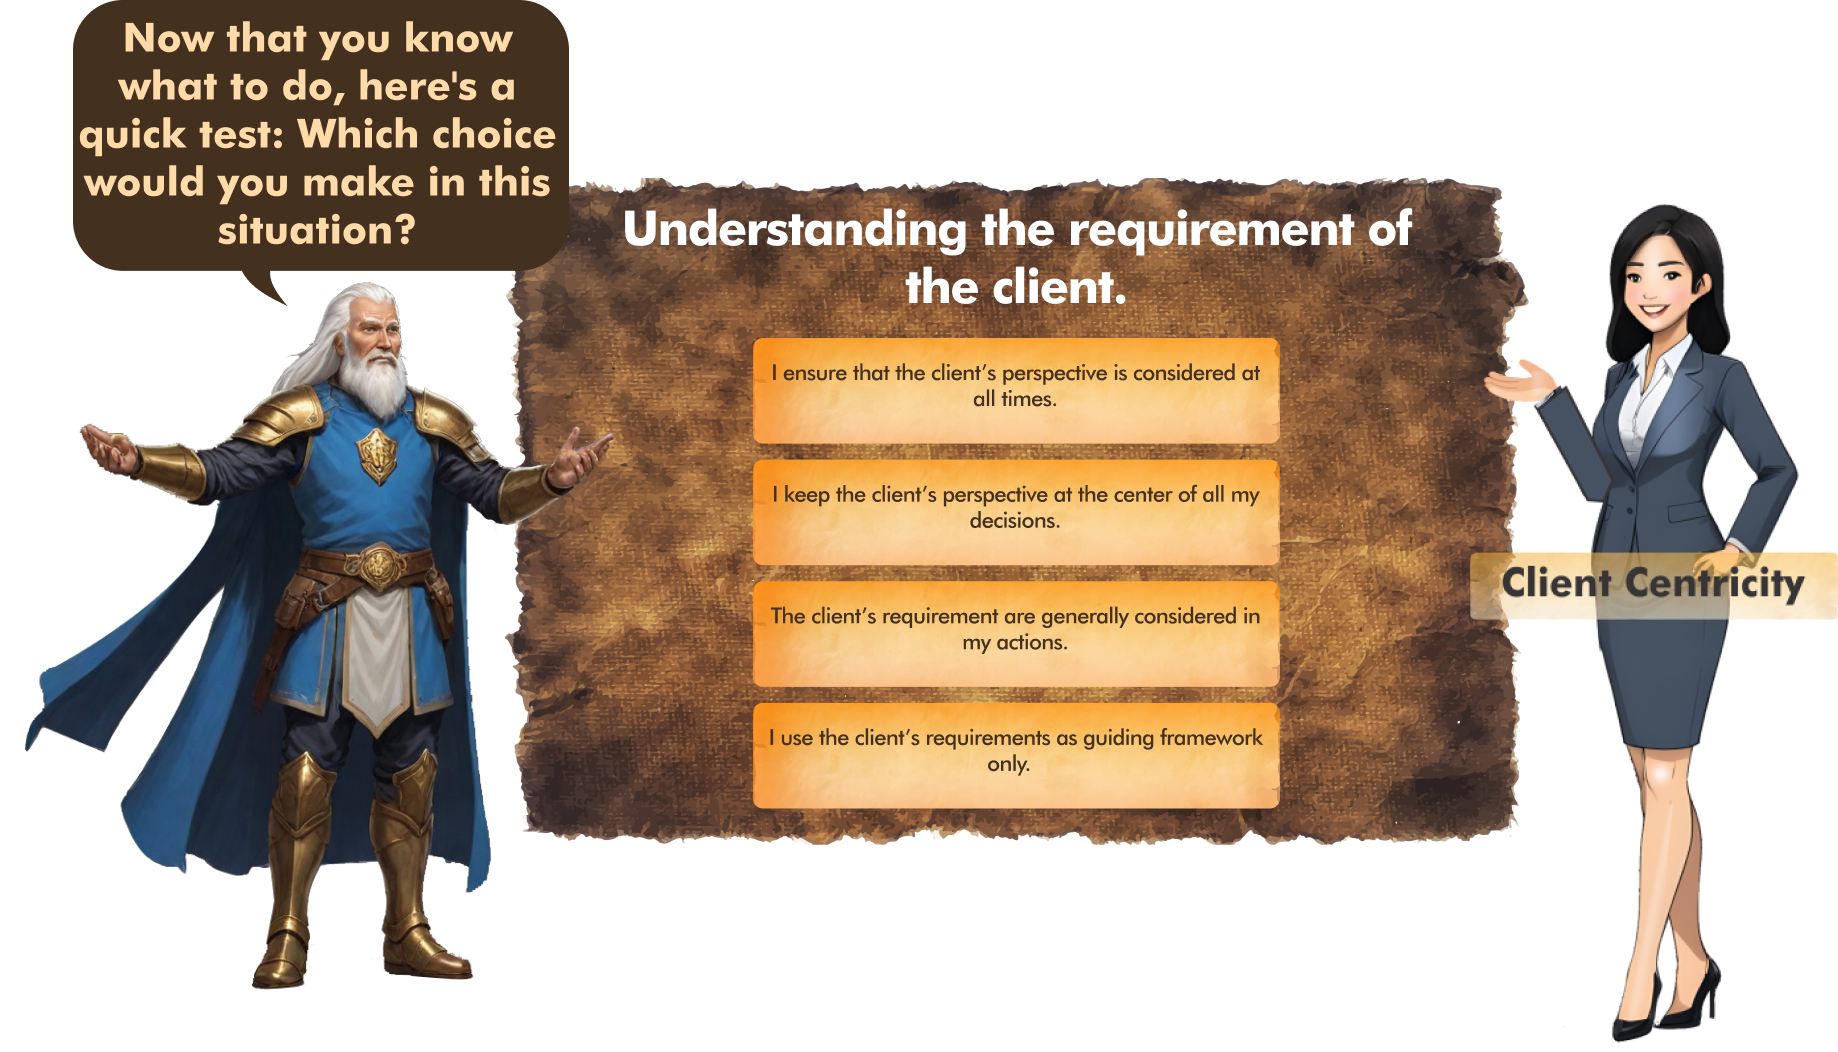 Now that you know
what to do, here's a
quick test: Which choice
would you make in this
situation?
Understanding the requirement of
the client.
I ensure that the client’s perspective is considered at
all times.
I keep the client’s perspective at the center of all my
decisions.
The client’s requirement are generally considered in
my actions.
I use the client’s requirements as guiding framework
only.
Client Centricity